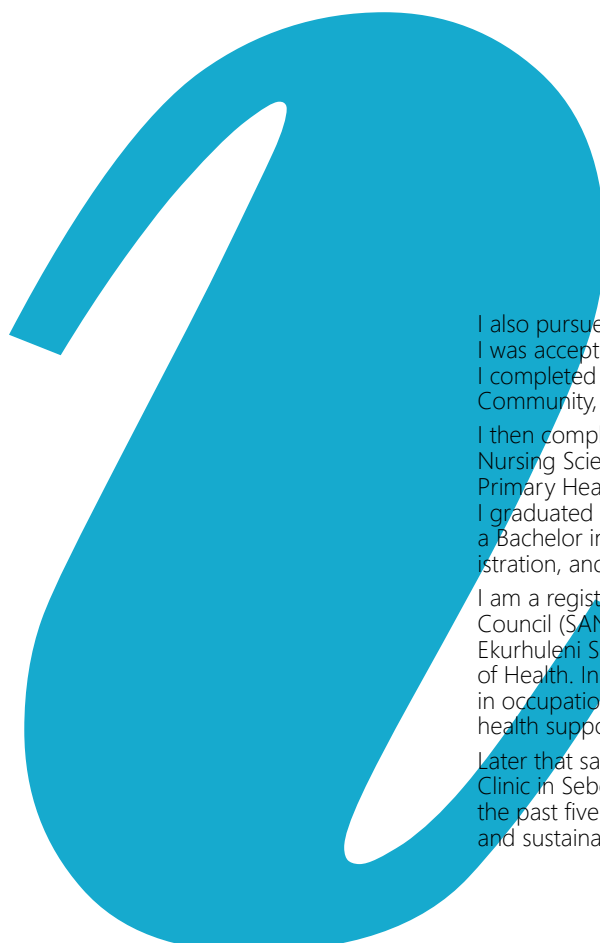 I also pursue
I was accept
I completed
Community,
I then comp
Nursing Scie
Primary Hea
I graduated
a Bachelor in
istration, and
I am a regist
Council (SAN
Ekurhuleni S
of Health. In
in occupatio
health suppo
Later that sa
Clinic in Seb
the past five
and sustaina